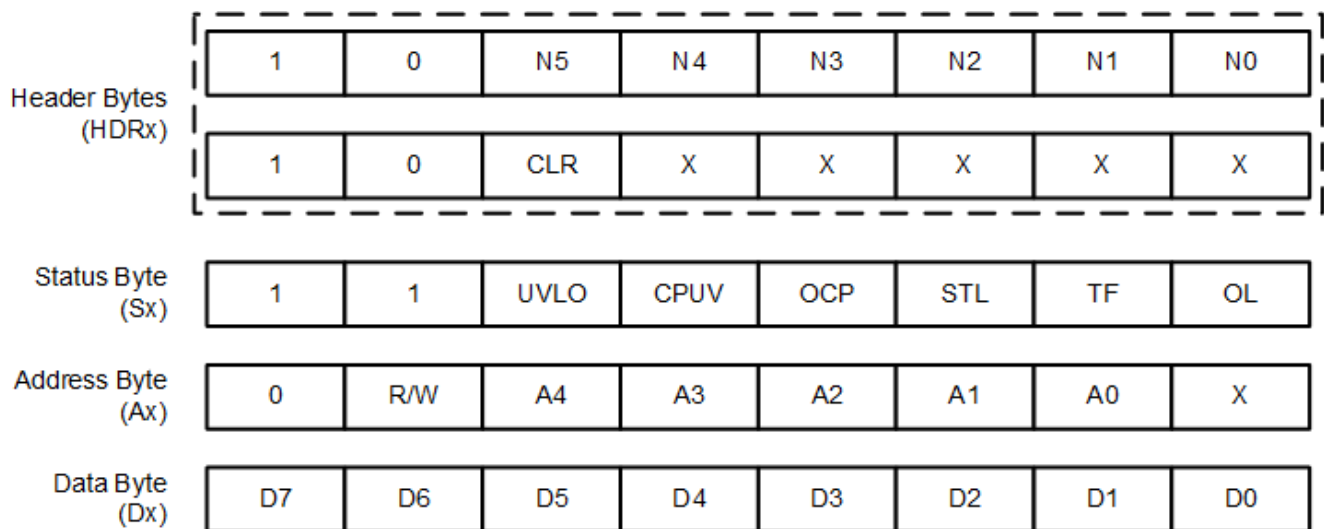 Header Bytes
(HDRx)
1 0 N5 N4 N3 N2 N1 N0
1 0 CLR X X X X X
Status Byte
(Sx)
1 1 UVLO CPUV OCP STL TF OL
Address Byte
(Ax)
0 R/W A4 A3 A2 A1 A0 X
Data Byte
(Dx)
D7 D6 D5 D4 D3 D2 D1 D0